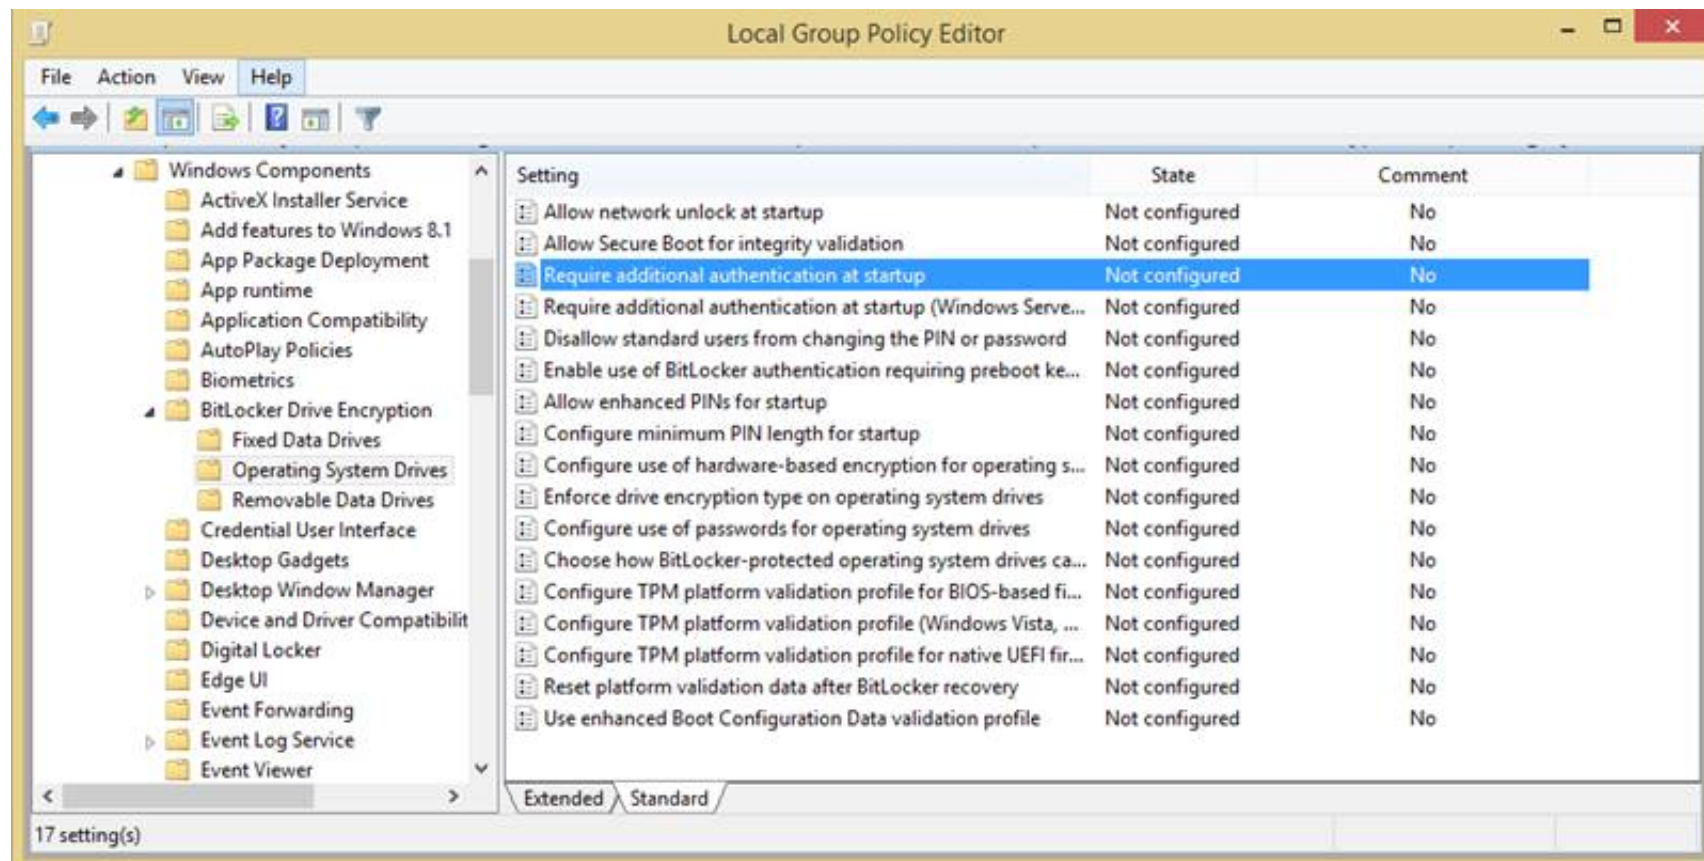 Local Group Policy Editor
File Action View Help
Windows Components
ActiveX Installer Service
Add features to Windows 8.1
App Package Deployment
App runtime
Application Compatibility
AutoPlay Policies
Biometrics
BitLocker Drive Encryption
Fixed Data Drives
Operating System Drives
Removable Data Drives
Credential User Interface
Desktop Gadgets
Desktop Window Manager
Device and Driver Compatibilit
Digital Locker
Edge UI
Event Forwarding
Event Log Service
Event Viewer
Setting State Comment
Allow network unlock at startup Not configured No
Allow Secure Boot for integrity validation Not configured No
Require additional authentication at startup Not configured No
Require additional authentication at startup (Windows Serve... Not configured No
Disallow standard users from changing the PIN or password Not configured No
Enable use of BitLocker authentication requiring preboot ke... Not configured No
Allow enhanced PINs for startup Not configured No
Configure minimum PIN length for startup Not configured No
Configure use of hardware-based encryption for operating s... Not configured No
Enforce drive encryption type on operating system drives Not configured No
Configure use of passwords for operating system drives Not configured No
Choose how BitLocker-protected operating system drives ca... Not configured No
Configure TPM platform validation profile for BIOS-based fi... Not configured No
Configure TPM platform validation profile (Windows Vista, ... Not configured No
Configure TPM platform validation profile for native UEFI fir... Not configured No
Reset platform validation data after BitLocker recovery Not configured No
Use enhanced Boot Configuration Data validation profile Not configured No
Extended Standard
17 setting(s)